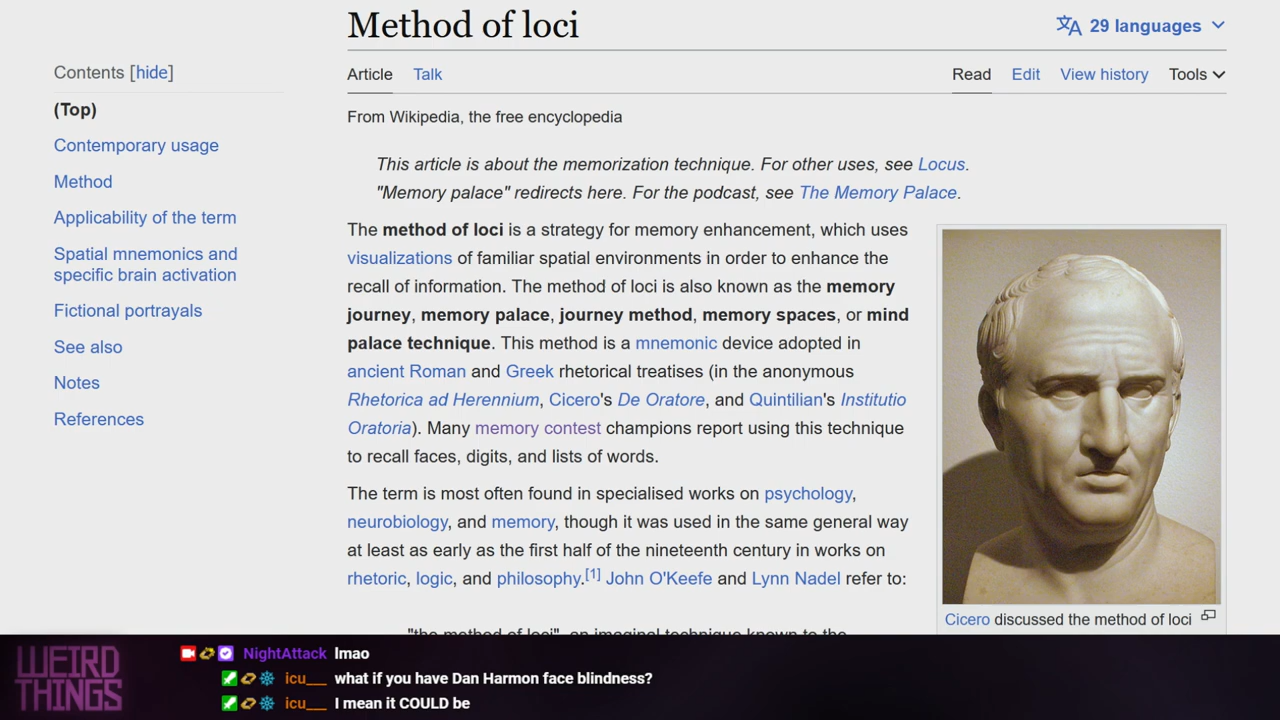 Method of loci
29 languages
Contents [hide]
(Top)
Contemporary usage
Method
Applicability of the term
Spatial mnemonics and
specific brain activation
Fictional portrayals
See also
Notes
References
Article Talk
Read Edit View history Tools
From Wikipedia, the free encyclopedia
This article is about the memorization technique. For other uses, see Locus.
"Memory palace" redirects here. For the podcast, see The Memory Palace.
The method of loci is a strategy for memory enhancement, which uses
visualizations of familiar spatial environments in order to enhance the
recall of information. The method of loci is also known as the memory
journey, memory palace, journey method, memory spaces, or mind
palace technique. This method is a mnemonic device adopted in
ancient Roman and Greek rhetorical treatises (in the anonymous
Rhetorica ad Herennium, Cicero's De Oratore, and Quintilian's Institutio
Oratoria). Many memory contest champions report using this technique
to recall faces, digits, and lists of words.
The term is most often found in specialised works on psychology,
neurobiology, and memory, though it was used in the same general way
at least as early as the first half of the nineteenth century in works on
rhetoric, logic, and philosophy.[1] John O'Keefe and Lynn Nadel refer to:
"the method of loci", an imaginal technique known to the
Cicero discussed the method of loci
WEIRD
THINGS
NightAttack lmao
icu___ what if you have Dan Harmon face blindness?
icu___ I mean it COULD be